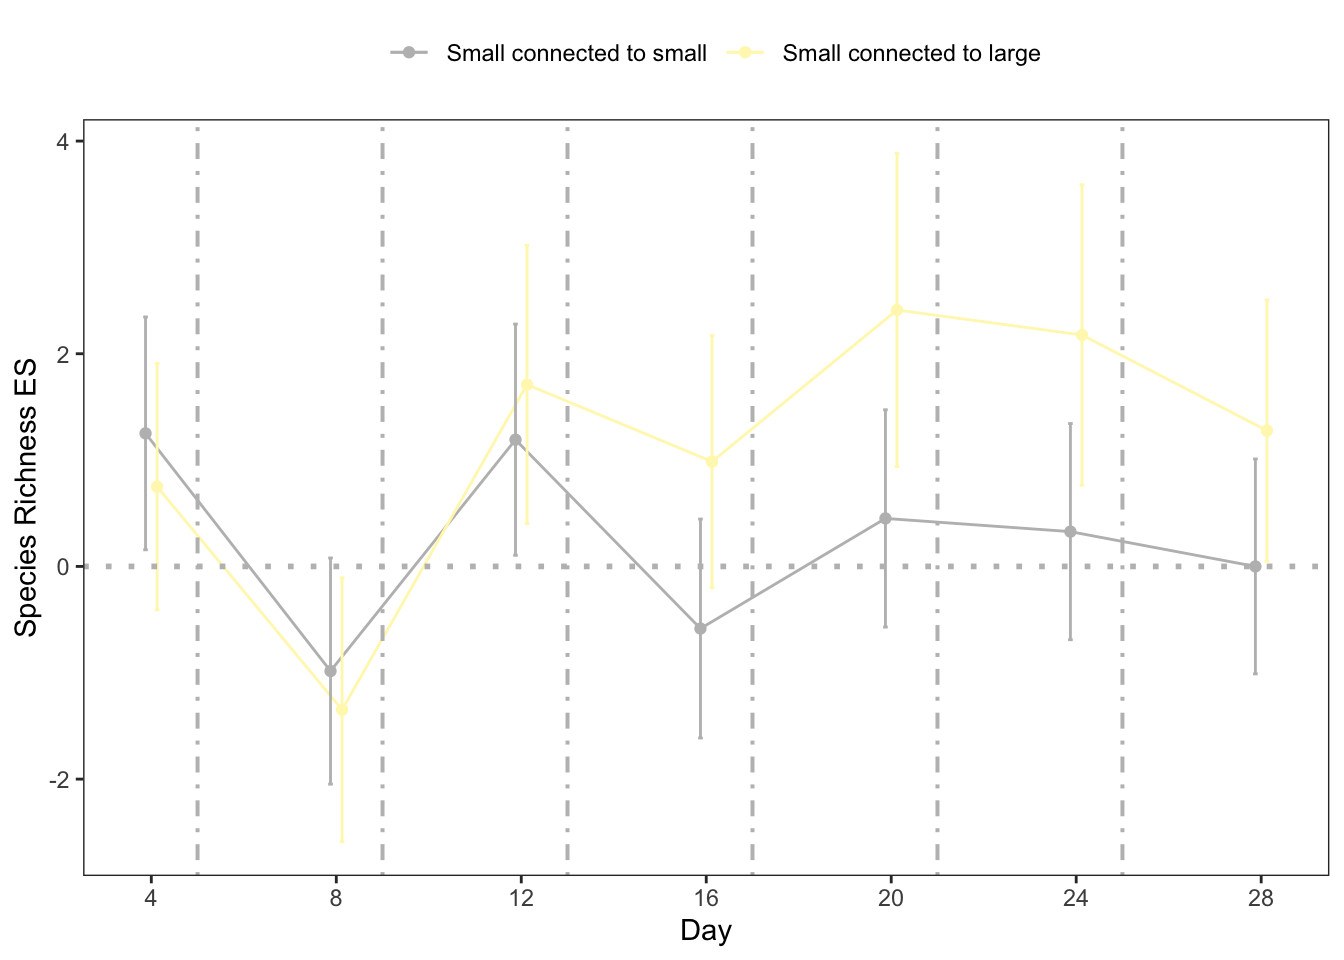 Small connected to small Small connected to large
Species Richness ES
4
2
0
-2
4 8 12 16 20 24 28
Day